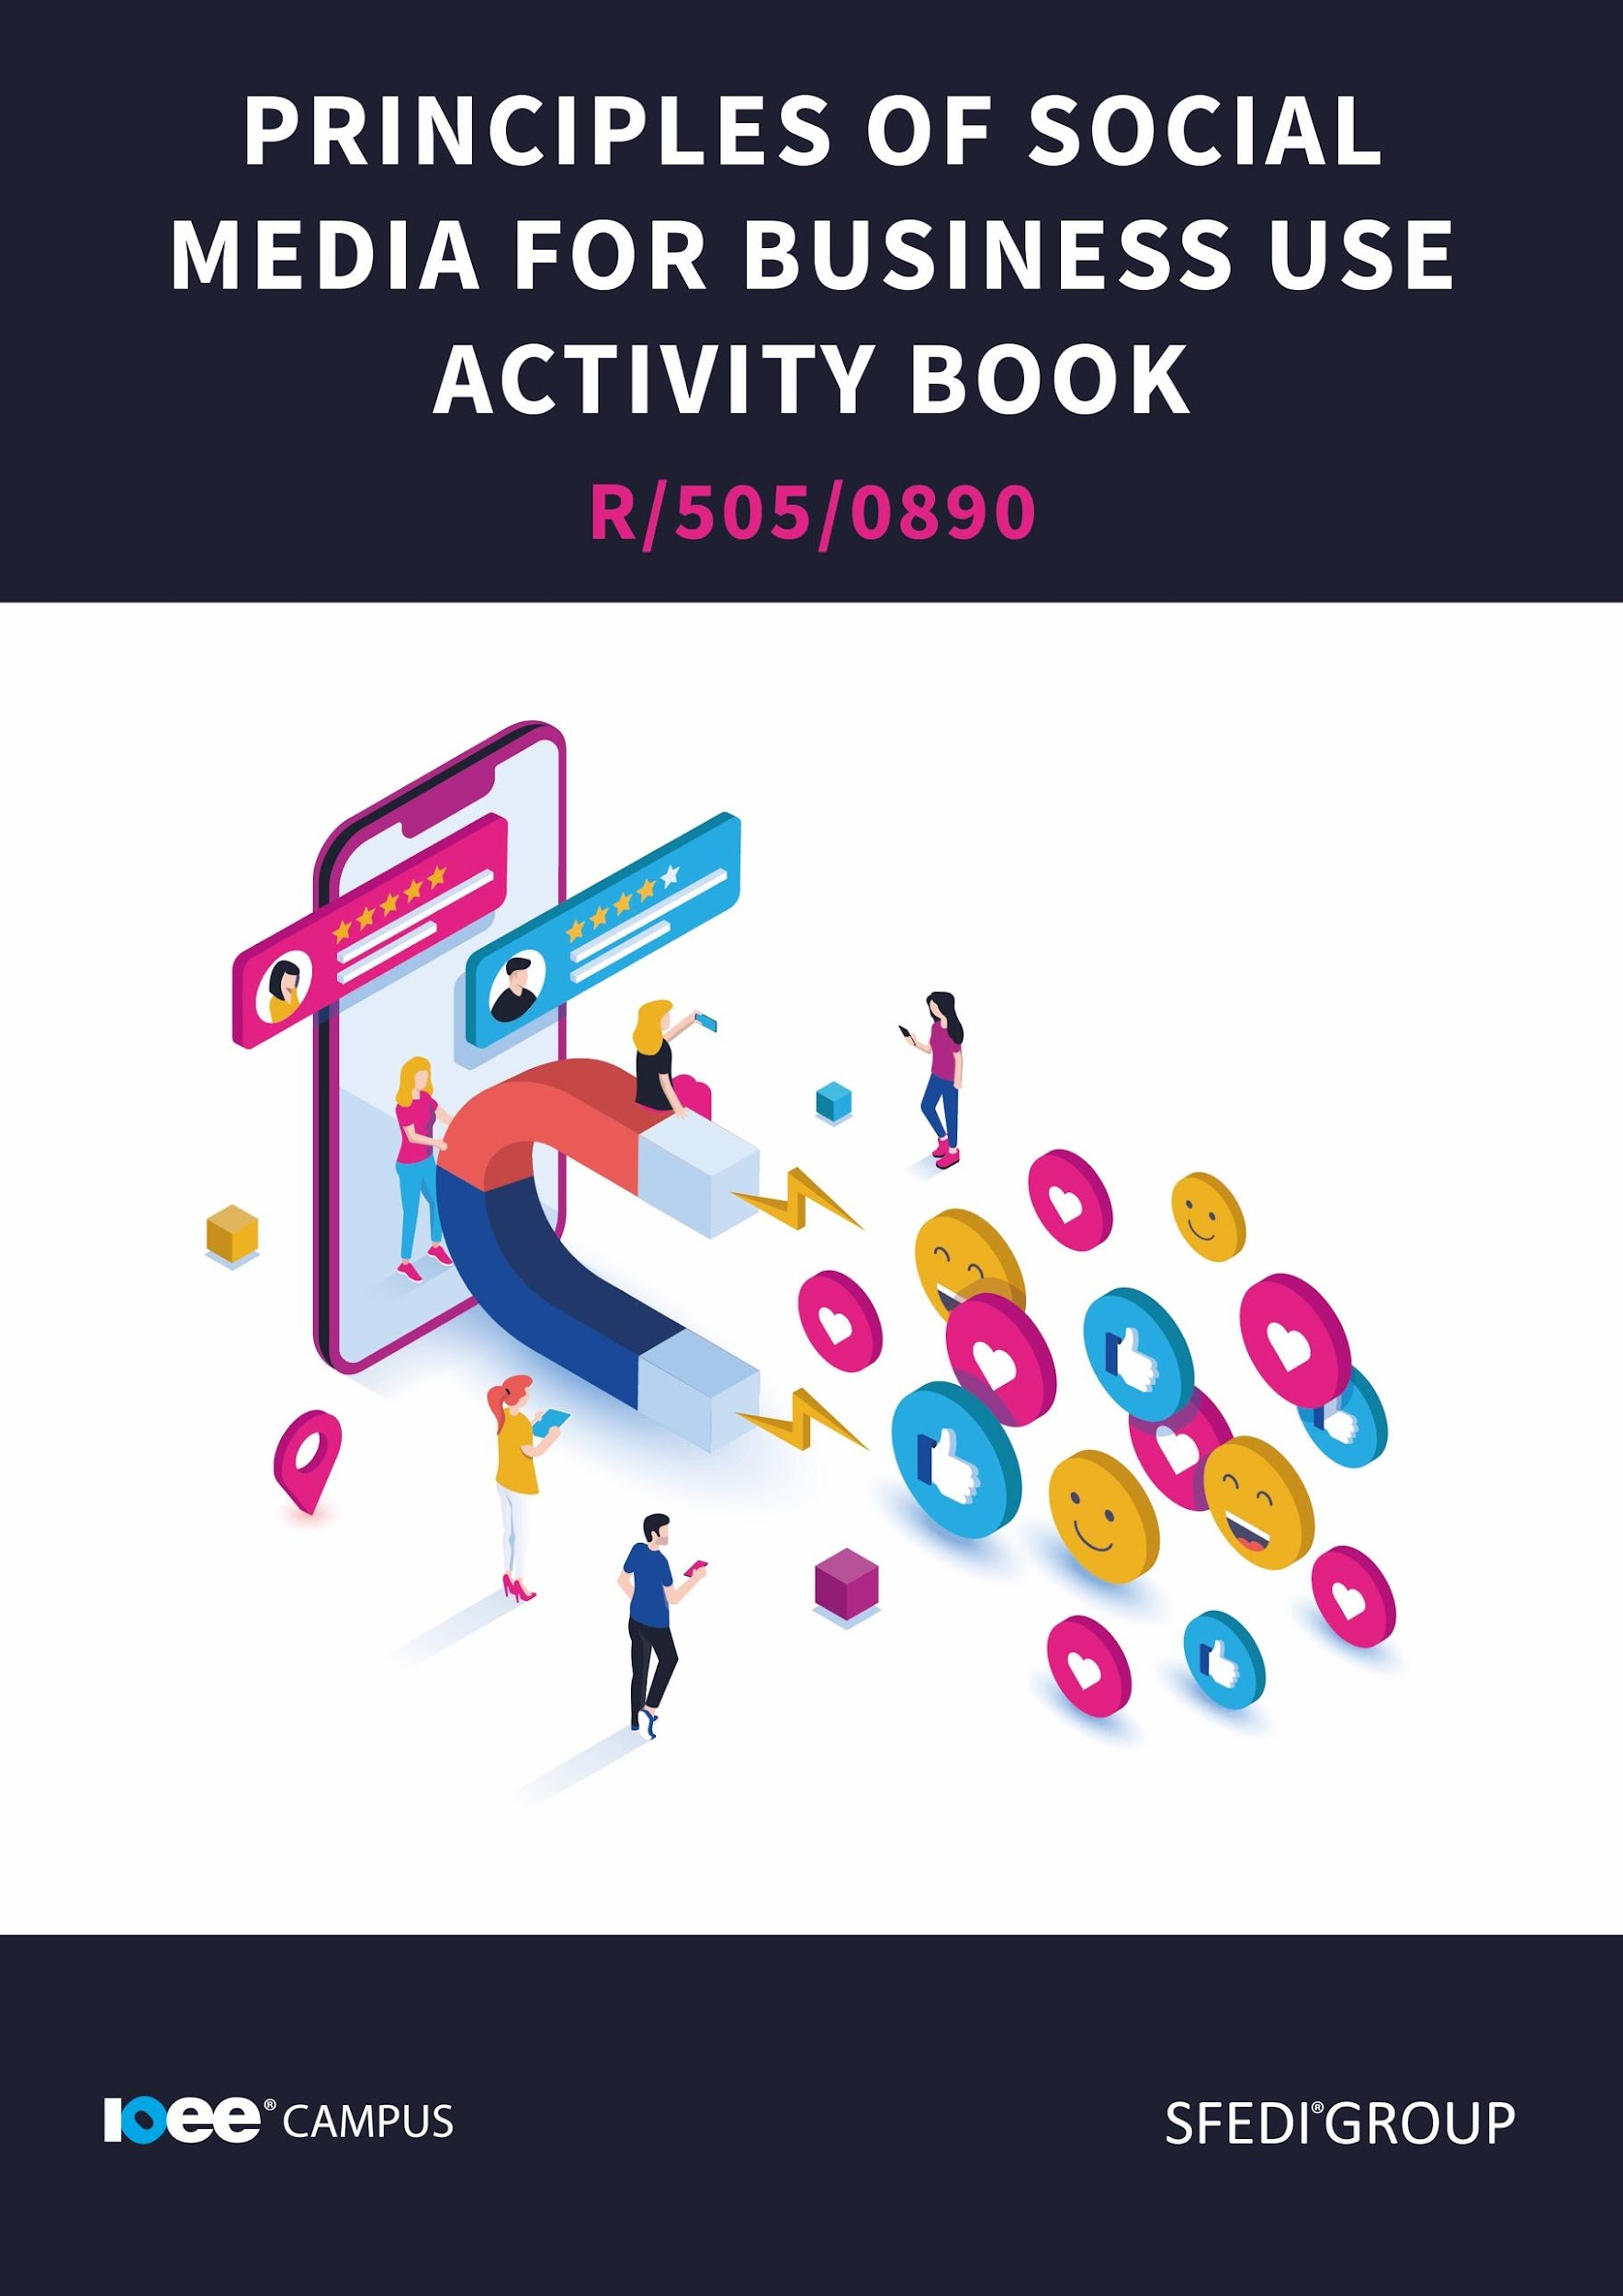 PRINCIPLES OF SOCIAL
MEDIA FOR BUSINESS USE
ACTIVITY BOOK
R/505/0890
ioee® CAMPUS
SFEDI®GROUP